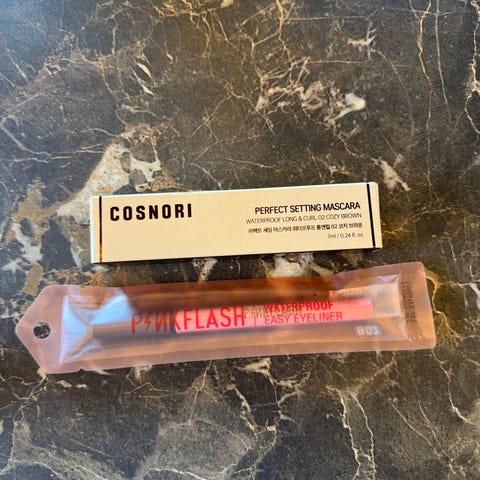 COSNORI
PERFECT SETTING MASCARA
WATERPROOF LONG & CURL 02 COZY BROWN
퍼펙트 세팅 마스카라 워터프루프 롱앤컬 02 코지 브라운
7ml / 0.24 fl. oz.
P⚡NKFLASH
WATERPROOF
EASY EYELINER
B03